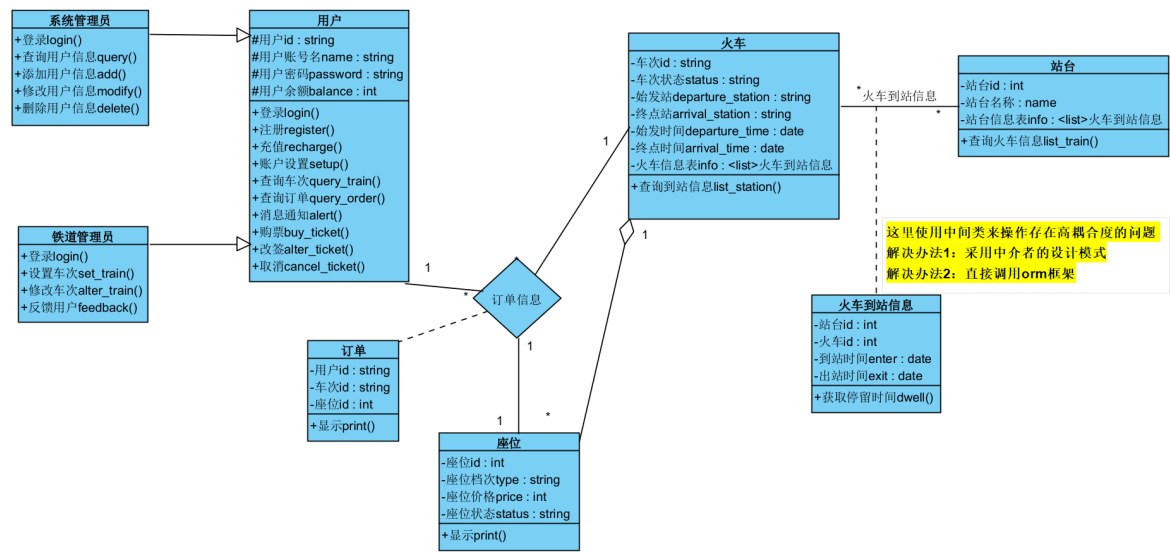 系统管理员
+登录login()
+查询用户信息query()
+添加用户信息add()
+修改用户信息modify()
+删除用户信息delete()
用户
#用户id : string
#用户账号名name : string
#用户密码password : string
#用户余额balance : int
+登录login()
+注册register()
+充值recharge()
+账户设置setup()
+查询车次query_train()
+查询订单query_order()
+消息通知alert()
+购票buy_ticket()
+改签alter_ticket()
+取消cancel_ticket()
铁道管理员
+登录login()
+设置车次set_train()
+修改车次alter_train()
+反馈用户feedback()
火车
-车次id : string
-车次状态status : string
-始发站departure_station : string
-终点站arrival_station : string
-始发时间departure_time : date
-终点时间arrival_time : date
-火车信息表info : <list>火车到站信息
+查询到站信息list_station()
*
火车到站信息
*
站台
-站台id : int
-站台名称 : name
-站台信息表info : <list>火车到站信息
+查询火车信息list_train()
这里使用中间类来操作存在高耦合度的问题
解决办法1：采用中介者的设计模式
解决办法2：直接调用orm框架
火车到站信息
-站台id : int
-火车id : int
-到站时间enter : date
-出站时间exit : date
+获取停留时间dwell()
1
1
1
*
*
订单信息
订单
-用户id : string
-车次id : string
-座位id : int
+显示print()
1
1
*
座位
-座位id : int
-座位档次type : string
-座位价格price : int
-座位状态status : string
+显示print()